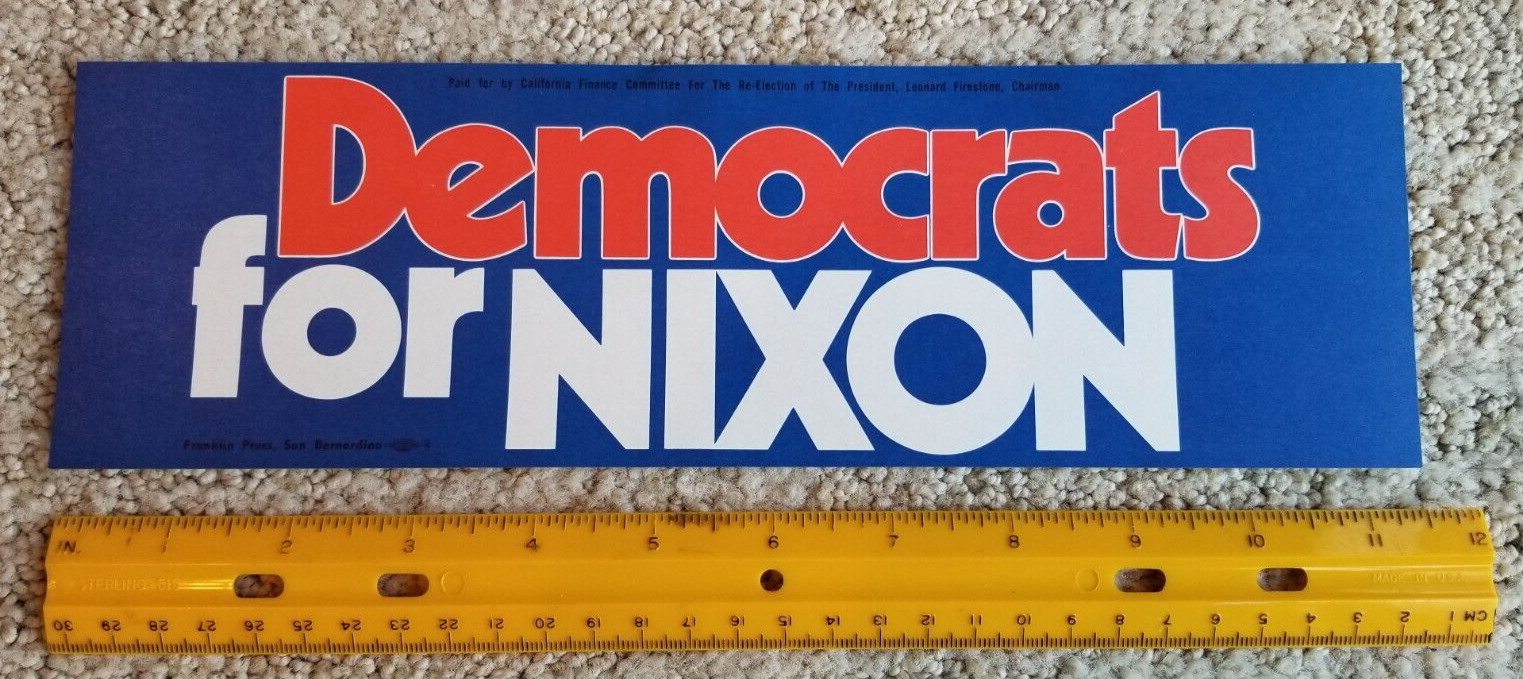 Paid for by California Finance Committee For The Re-Election of The President, Leonard Firestone, Chairman
Democrats
for NIXON
Franklin Press, San Bernardino
IN. 1 2 3 4 5 6 7 8 9 10 11 12
STERLING 515
MADE IN U.S.A.
30 29 28 27 26 25 24 23 22 21 20 19 18 17 16 15 14 13 12 11 10 9 8 7 6 5 4 3 2 1 CM